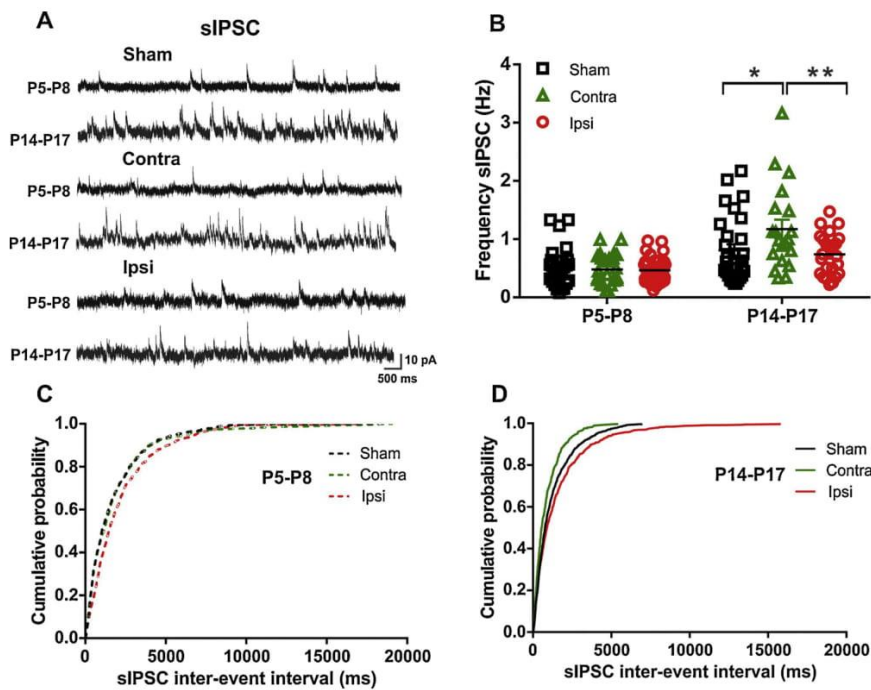 A
sIPSC
Sham
P5-P8
P14-P17
Contra
P5-P8
P14-P17
Ipsi
P5-P8
P14-P17
10 pA
500 ms
B
Frequency sIPSC (Hz)
4
3
2
1
0
Sham
Contra
Ipsi
*
**
P5-P8
P14-P17
C
Cumulative probability
1.0
0.8
0.6
0.4
0.2
0.0
P5-P8
Sham
Contra
Ipsi
0 5000 10000 15000 20000
sIPSC inter-event interval (ms)
D
Cumulative probability
1.0
0.8
0.6
0.4
0.2
0.0
P14-P17
Sham
Contra
Ipsi
0 5000 10000 15000 20000
sIPSC inter-event interval (ms)